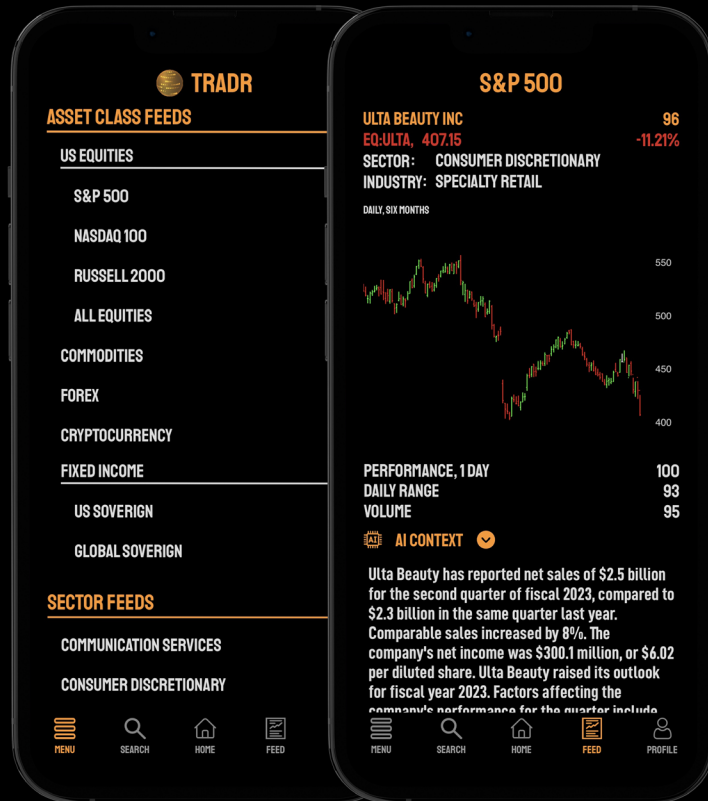 TRADR
ASSET CLASS FEEDS
US EQUITIES
S&P 500
NASDAQ 100
RUSSELL 2000
ALL EQUITIES
COMMODITIES
FOREX
CRYPTOCURRENCY
FIXED INCOME
US SOVERIGN
GLOBAL SOVERIGN
SECTOR FEEDS
COMMUNICATION SERVICES
CONSUMER DISCRETIONARY
MENU SEARCH HOME FEED
S&P 500
ULTA BEAUTY INC 96
EQ:ULTA, 407.15 -11.21%
SECTOR: CONSUMER DISCRETIONARY
INDUSTRY: SPECIALTY RETAIL
DAILY, SIX MONTHS
550
500
450
400
PERFORMANCE, 1 DAY 100
DAILY RANGE 93
VOLUME 95
AI AI CONTEXT
Ulta Beauty has reported net sales of $2.5 billion
for the second quarter of fiscal 2023, compared to
$2.3 billion in the same quarter last year.
Comparable sales increased by 8%. The
company's net income was $300.1 million, or $6.02
per diluted share. Ulta Beauty raised its outlook
for fiscal year 2023. Factors affecting the
company's performance for the quarter include
MENU SEARCH HOME FEED PROFILE